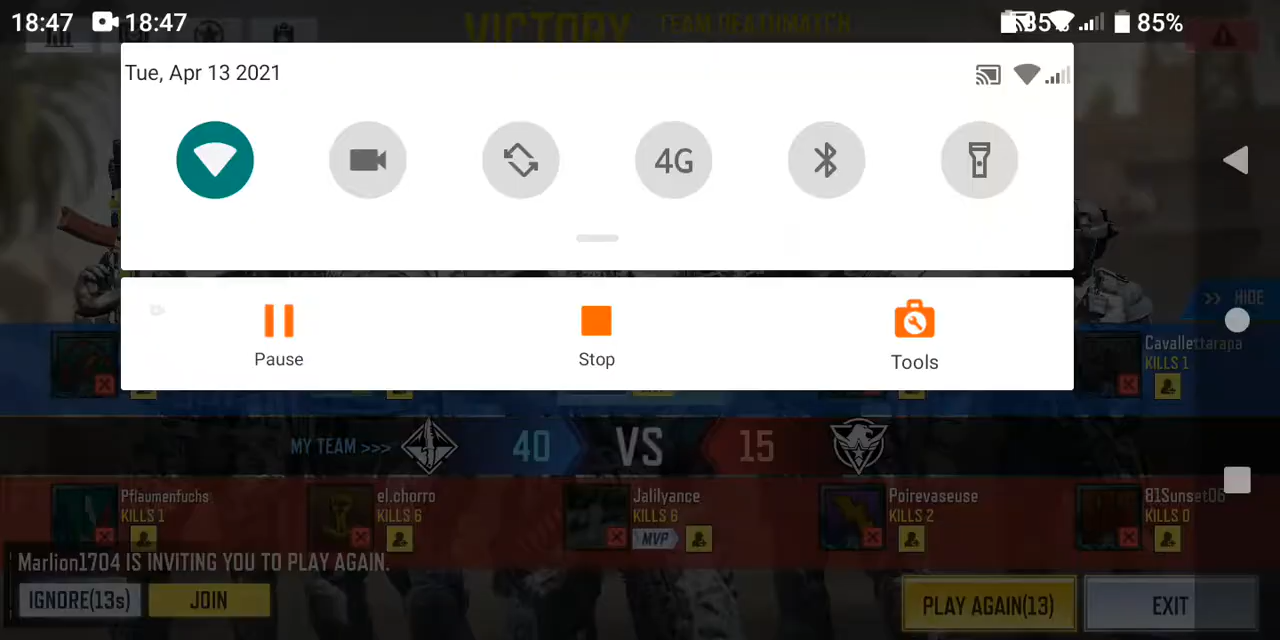 18:47 18:47 85% 85%
VICTORY TEAM DEATHMATCH
Tue, Apr 13 2021
4G
Pause Stop Tools
HIDE
Cavallettarapa
KILLS 1
MY TEAM >>> 40 VS 15
Pflaumenfuchs el.chorro Jalilyance Poirevaseuse 81Sunset06
KILLS 1 KILLS 6 KILLS 6 KILLS 2 KILLS 0
MVP
Marlion1704 IS INVITING YOU TO PLAY AGAIN.
IGNORE(13s) JOIN PLAY AGAIN(13) EXIT